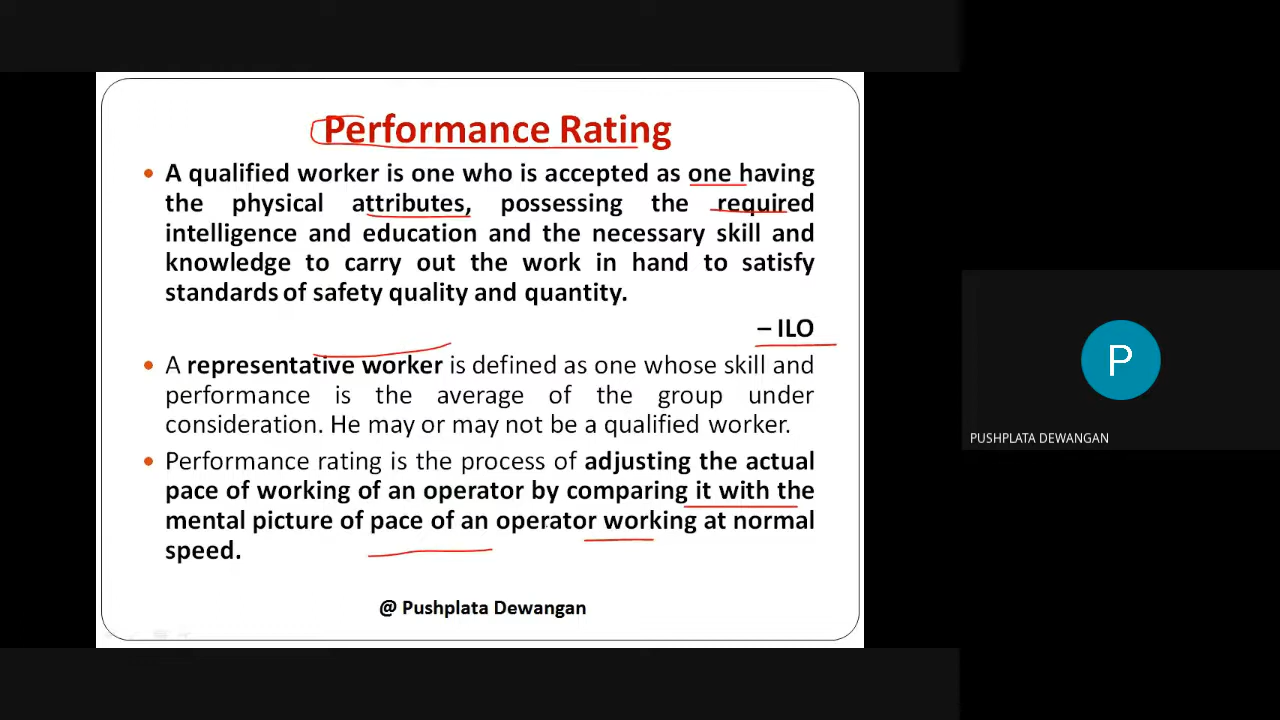 Performance Rating
• A qualified worker is one who is accepted as one having
the physical attributes, possessing the required
intelligence and education and the necessary skill and
knowledge to carry out the work in hand to satisfy
standards of safety quality and quantity.
– ILO
• A representative worker is defined as one whose skill and
performance is the average of the group under
consideration. He may or may not be a qualified worker.
• Performance rating is the process of adjusting the actual
pace of working of an operator by comparing it with the
mental picture of pace of an operator working at normal
speed.
@ Pushplata Dewangan
P
PUSHPLATA DEWANGAN